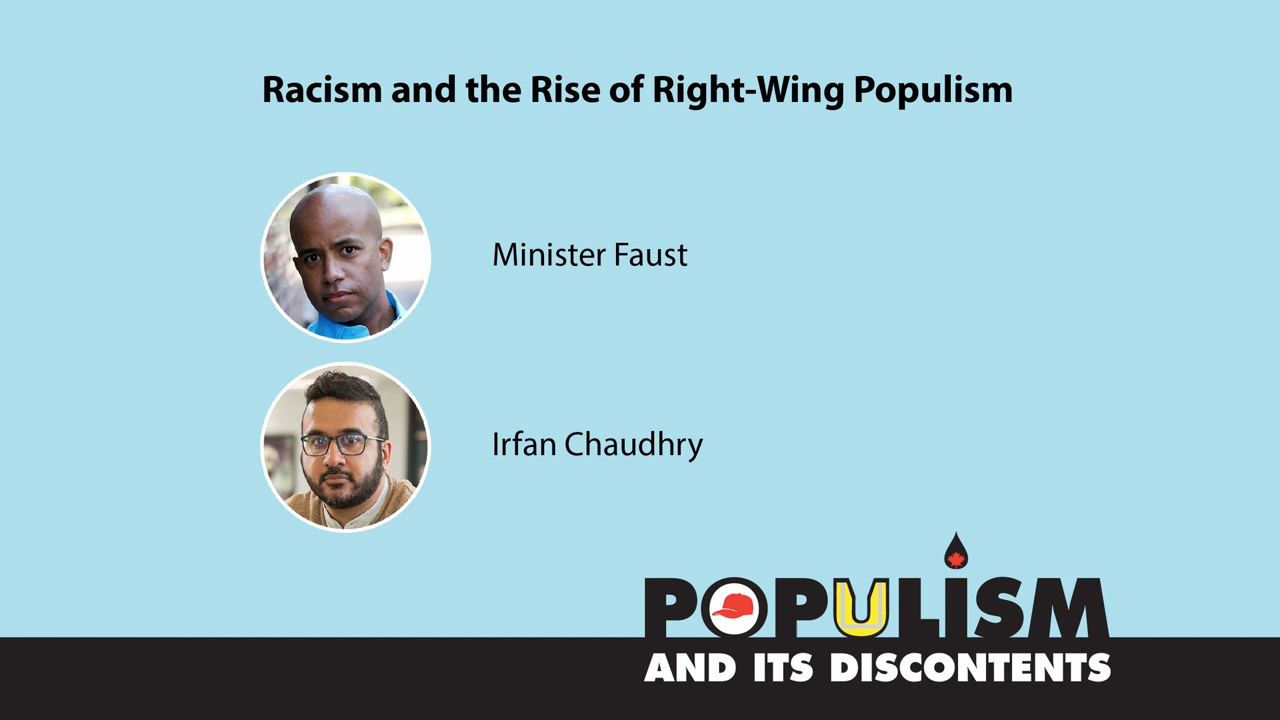 Racism and the Rise of Right-Wing Populism
Minister Faust
Irfan Chaudhry
POPULiSM
AND ITS DISCONTENTS